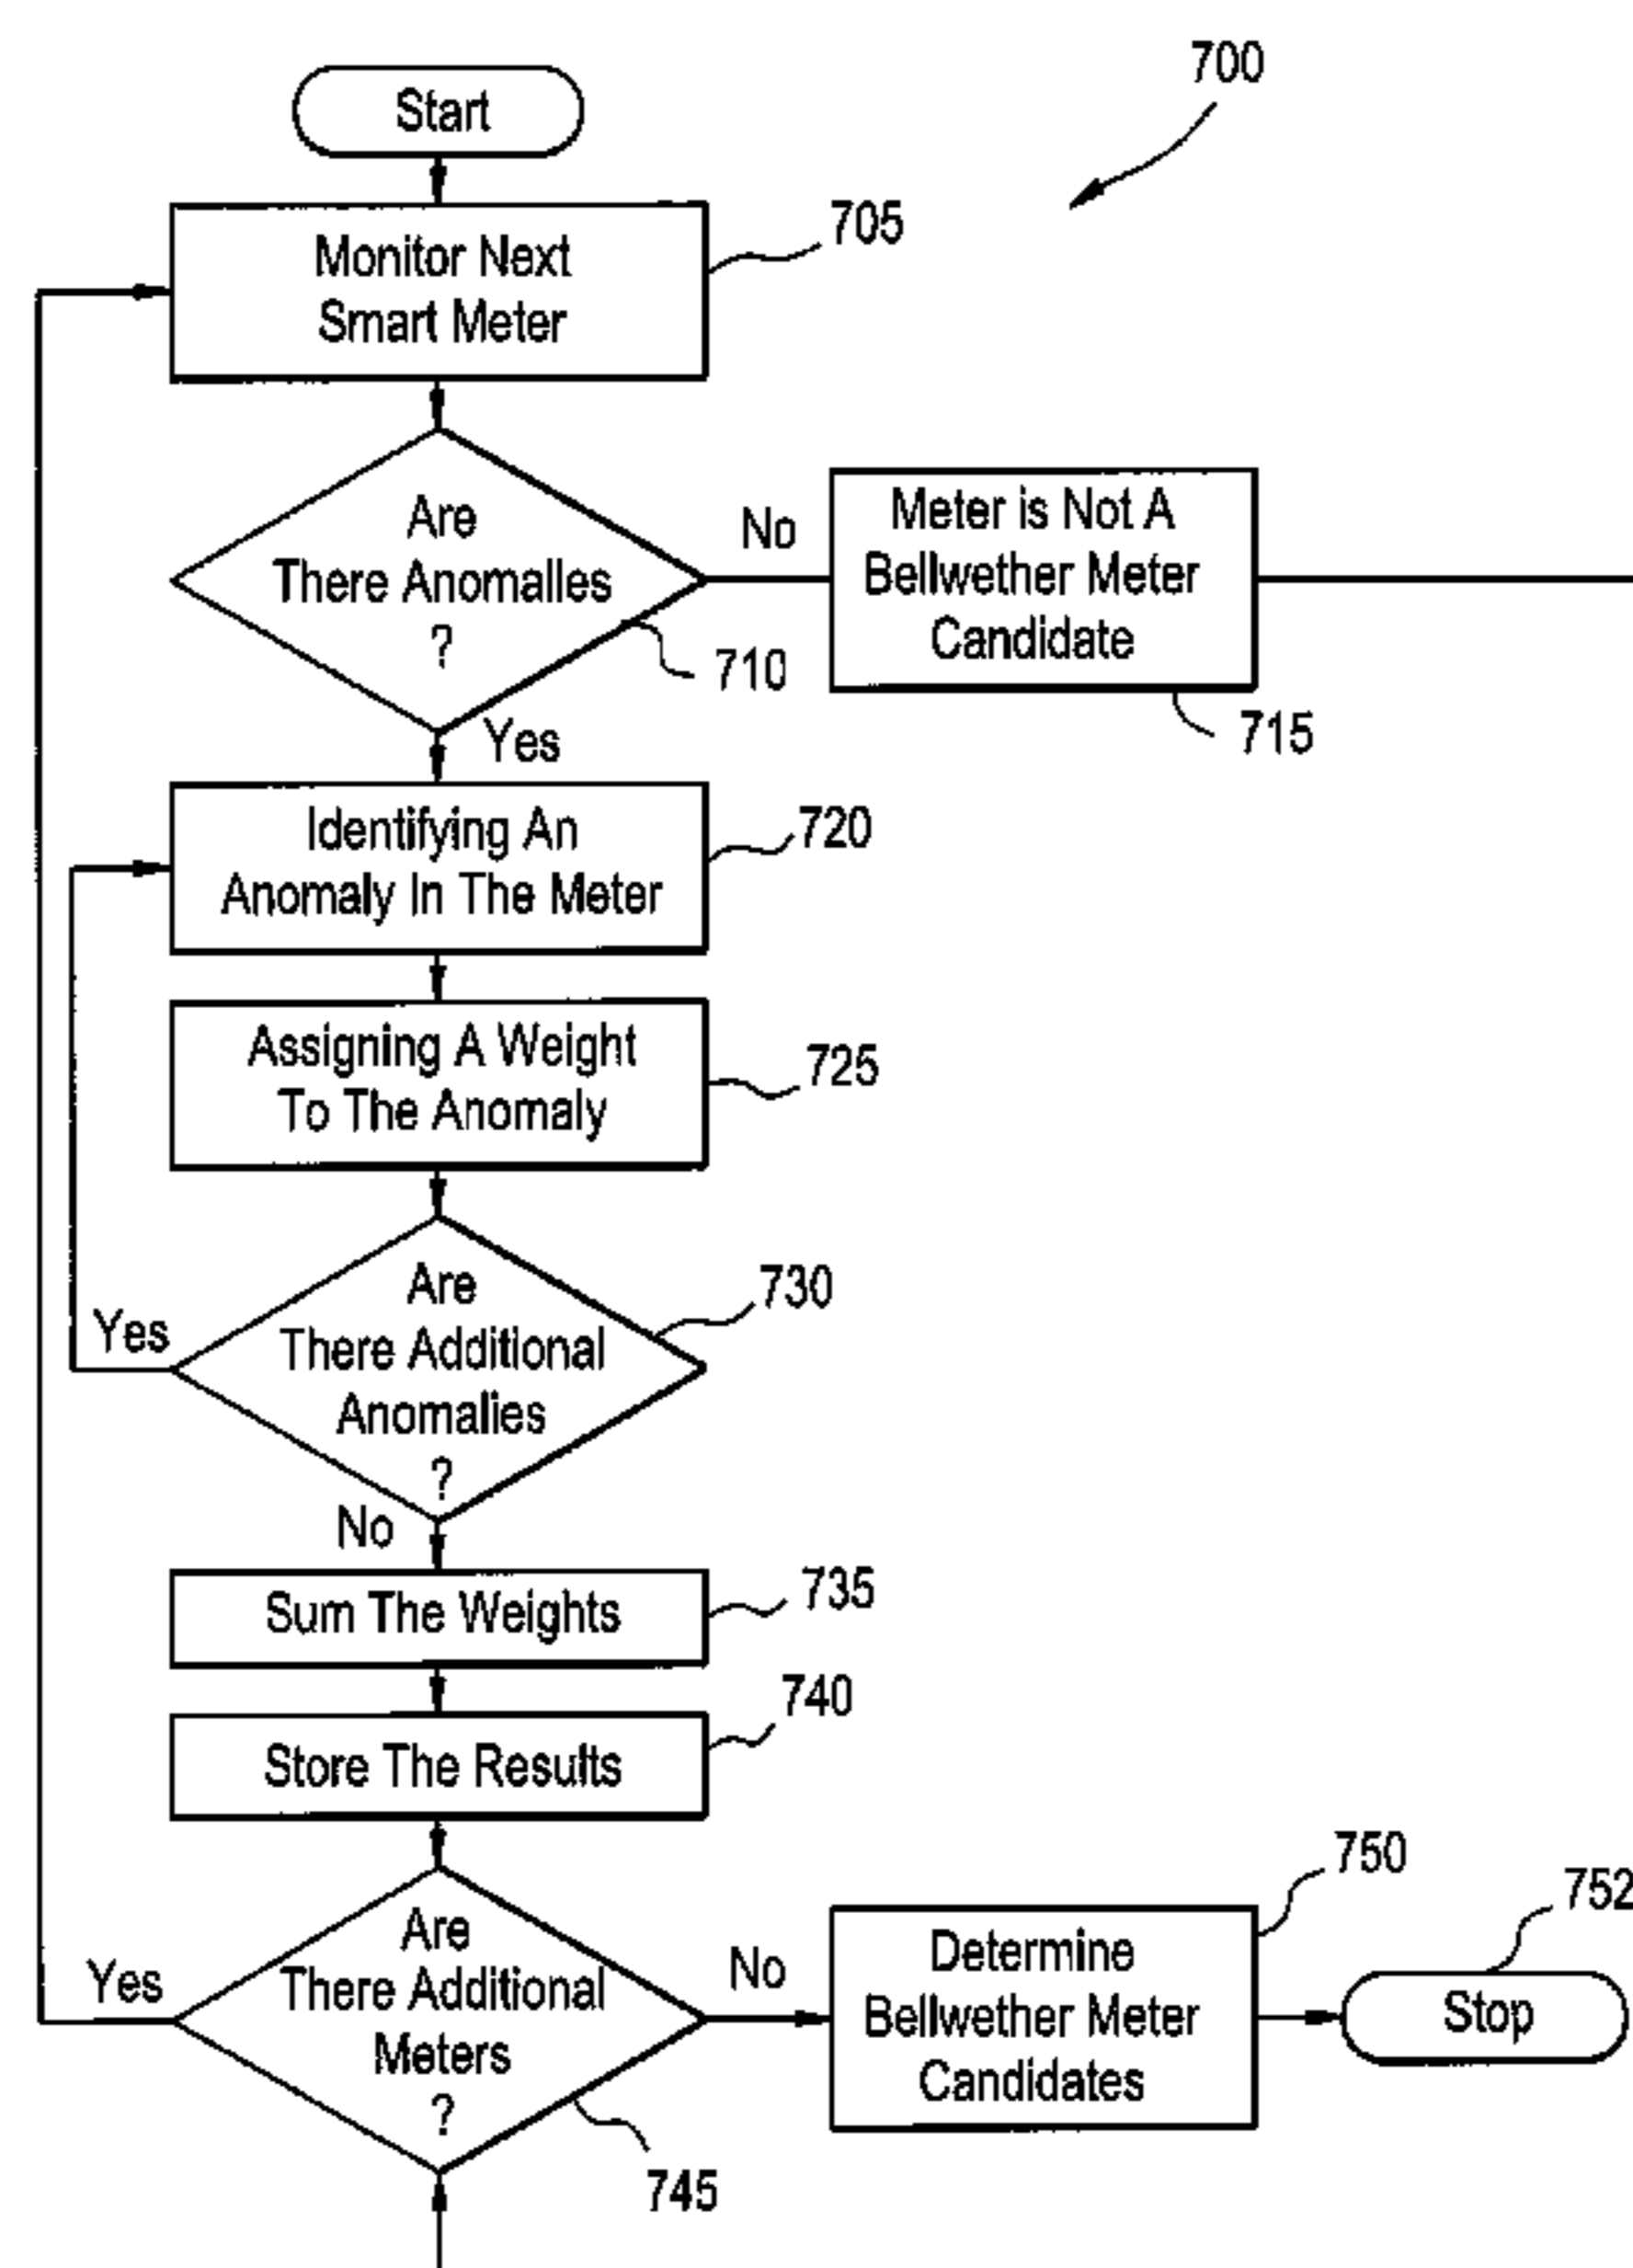 700
Start
705
Monitor Next
Smart Meter
Are
There Anomalles
?
710
No
Meter is Not A
Bellwether Meter
Candidate
715
Yes
720
Identifying An
Anomaly In The Meter
725
Assigning A Weight
To The Anomaly
730
Are
There Additional
Anomalies
?
Yes
No
735
Sum The Weights
740
Store The Results
Are
There Additional
Meters
?
745
Yes
No
750
Determine
Bellwether Meter
Candidates
752
Stop